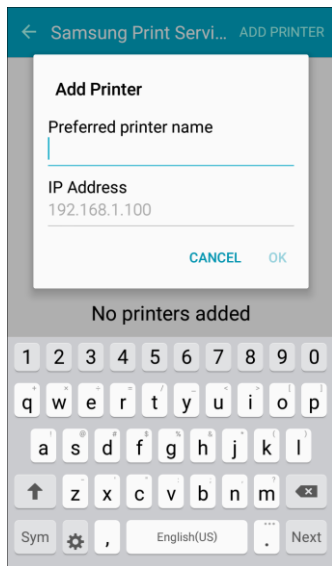 Samsung Print Servi... ADD PRINTER
Add Printer
Preferred printer name
IP Address
192.168.1.100
CANCEL OK
No printers added
1 2 3 4 5 6 7 8 9 0
q w e r t y u i o p
a s d f g h j k l
z x c v b n m
Sym , English(US) . Next